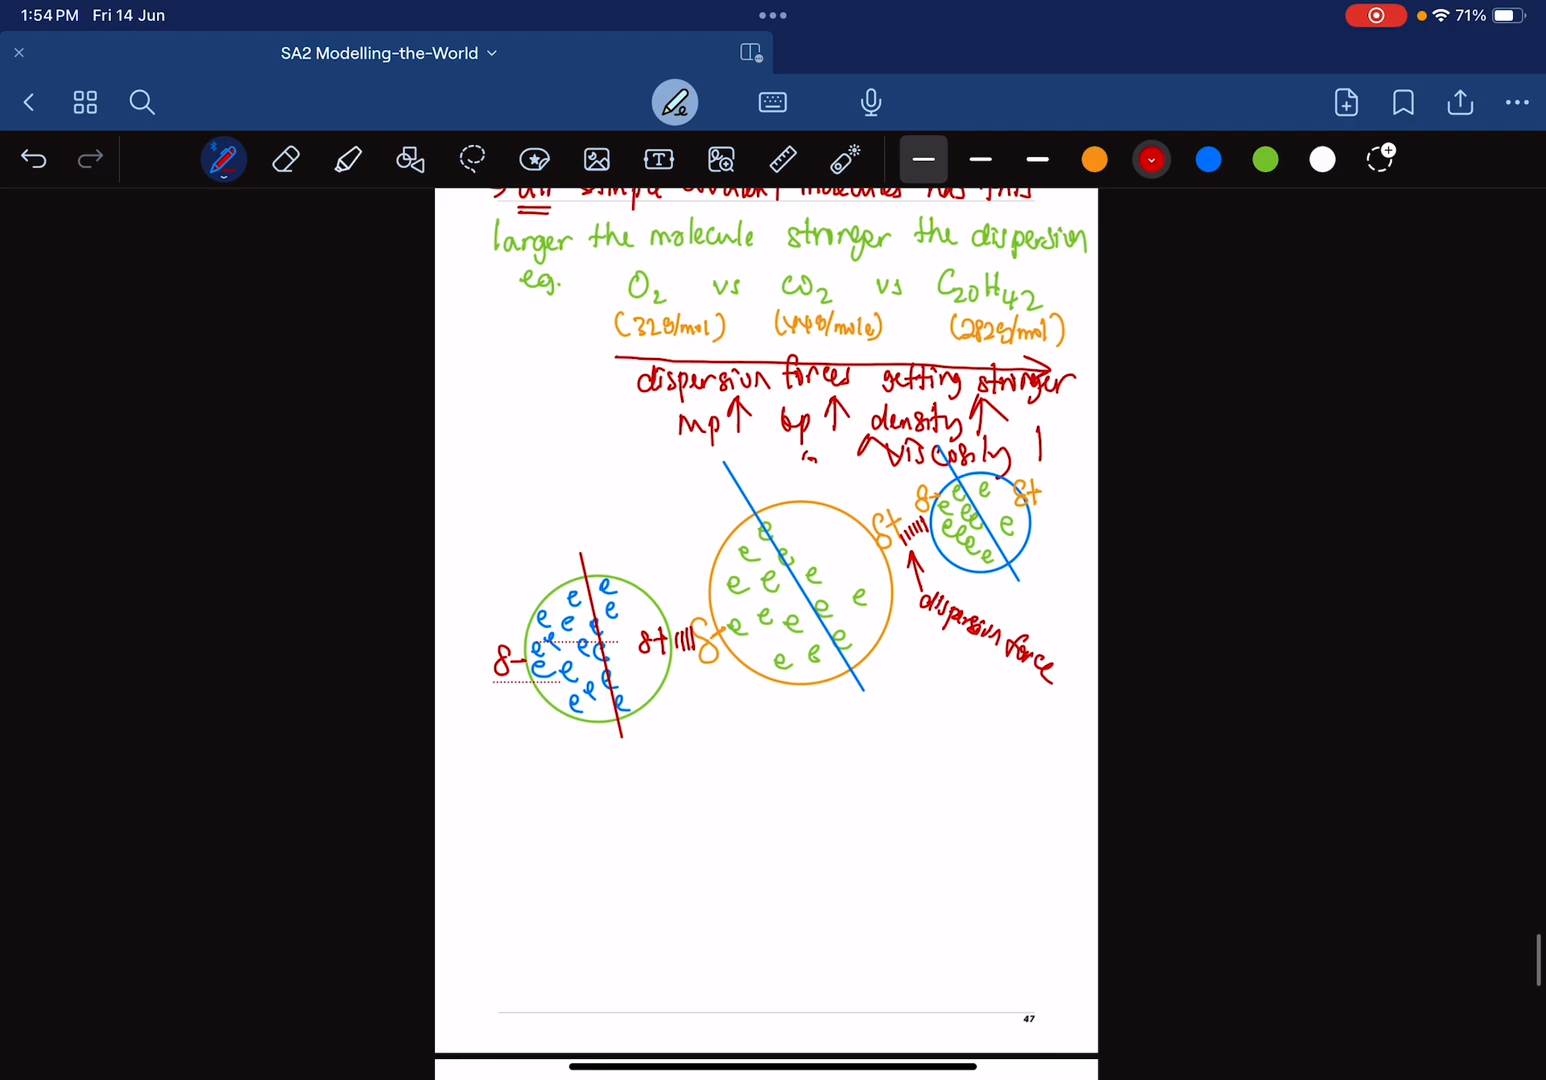 1:54 PM Fri 14 Jun
71%
SA2 Modelling-the-World
larger the molecule stronger the dispersion
eg. O2 vs CO2 vs C20H42
(32g/mol) (44g/mole) (282g/mol)
dispersion forces getting stronger
mp↑ bp↑ density↑
viscosity
δ- δ+
δ+
e e e e e e e e e e e
dispersion force
e e e e e e e e e e e e e e e
δ-
e e e e e e e e e e e e e e e e e
δ- δ+
47